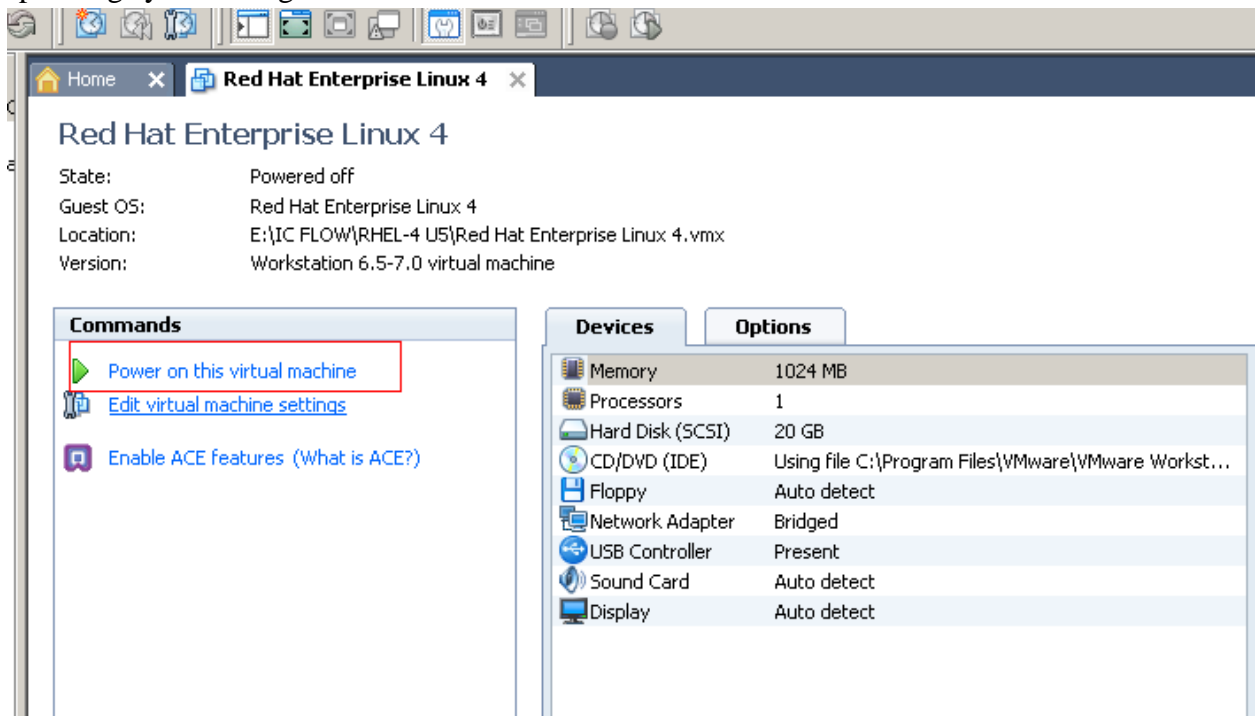 Home
Red Hat Enterprise Linux 4
Red Hat Enterprise Linux 4
State: Powered off
Guest OS: Red Hat Enterprise Linux 4
Location: E:\IC FLOW\RHEL-4 U5\Red Hat Enterprise Linux 4.vmx
Version: Workstation 6.5-7.0 virtual machine
Commands
Power on this virtual machine
Edit virtual machine settings
Enable ACE features (What is ACE?)
Devices Options
Memory 1024 MB
Processors 1
Hard Disk (SCSI) 20 GB
CD/DVD (IDE) Using file C:\Program Files\VMware\VMware Workst...
Floppy Auto detect
Network Adapter Bridged
USB Controller Present
Sound Card Auto detect
Display Auto detect